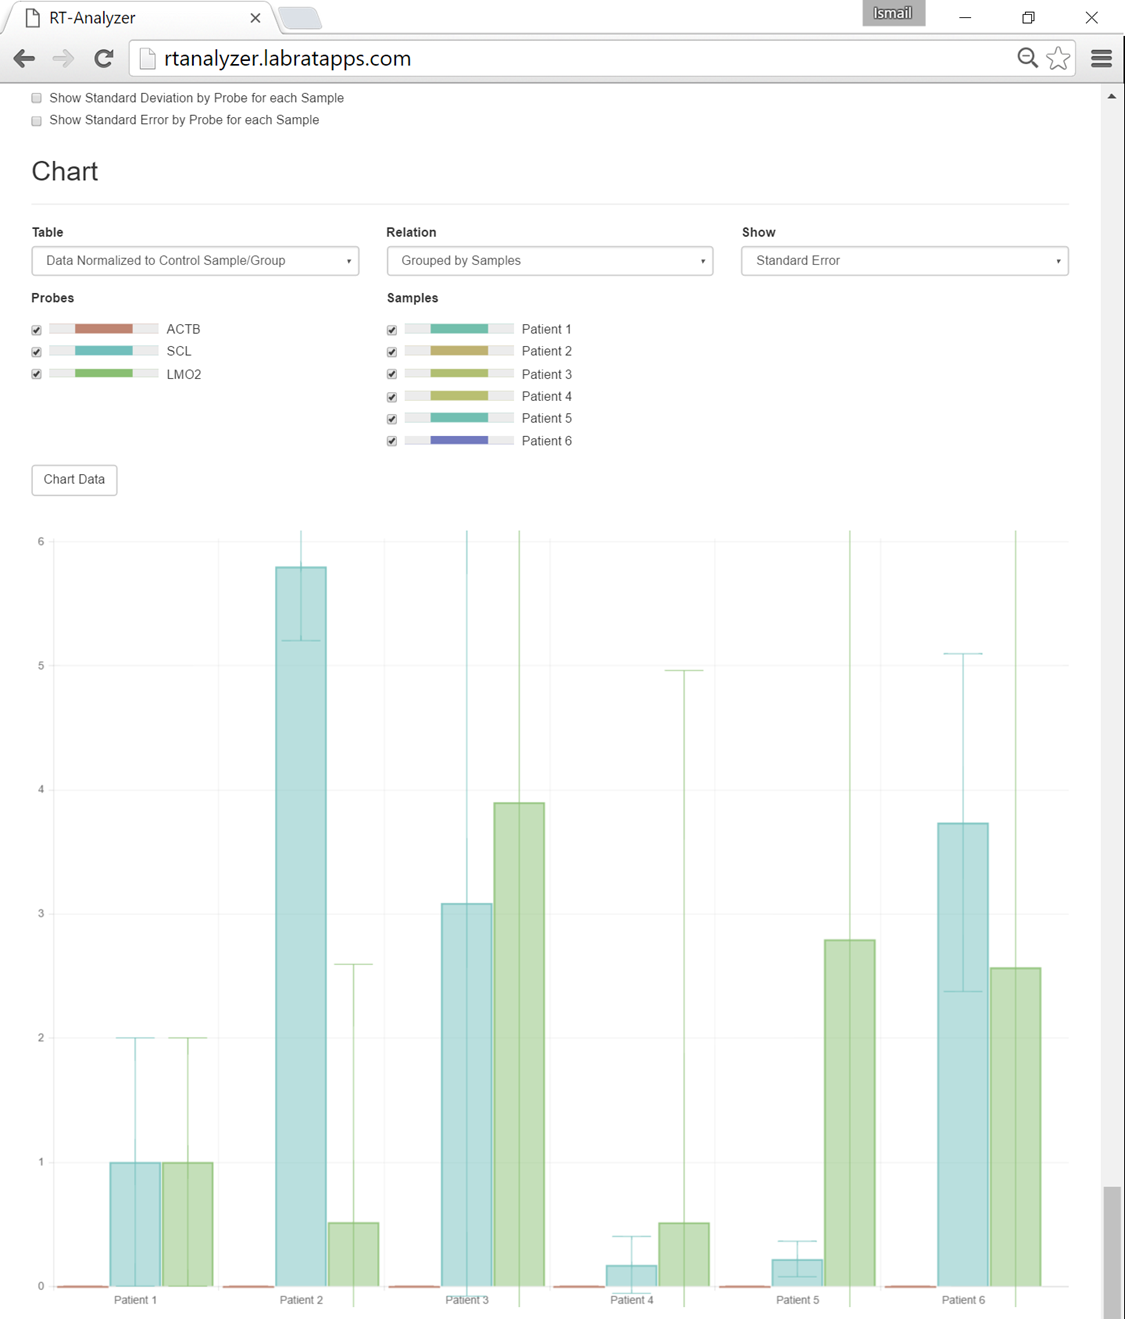 RT-Analyzer
Ismail
rtanalyzer.labratapps.com
Show Standard Deviation by Probe for each Sample
Show Standard Error by Probe for each Sample
Chart
Table Relation Show
Data Normalized to Control Sample/Group Grouped by Samples Standard Error
Probes Samples
ACTB Patient 1
SCL Patient 2
LMO2 Patient 3
Patient 4
Patient 5
Patient 6
Chart Data
6
5
4
3
2
1
0
Patient 1 Patient 2 Patient 3 Patient 4 Patient 5 Patient 6